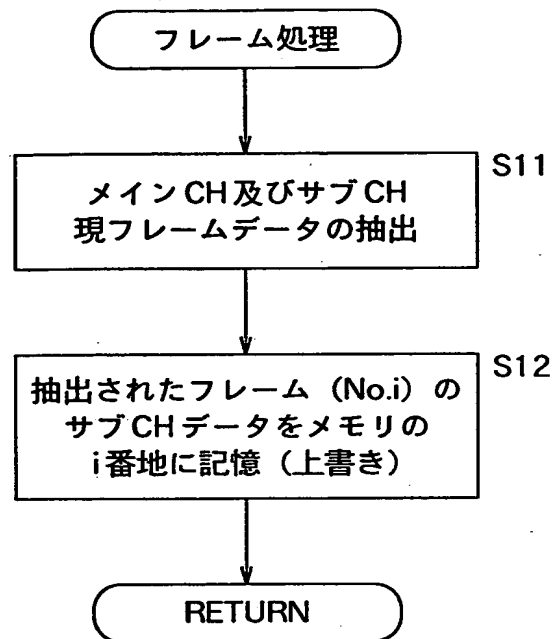 フレーム処理
S11
メインCH及びサブCH
現フレームデータの抽出
S12
抽出されたフレーム（No.i）の
サブCHデータをメモリの
i番地に記憶（上書き）
RETURN